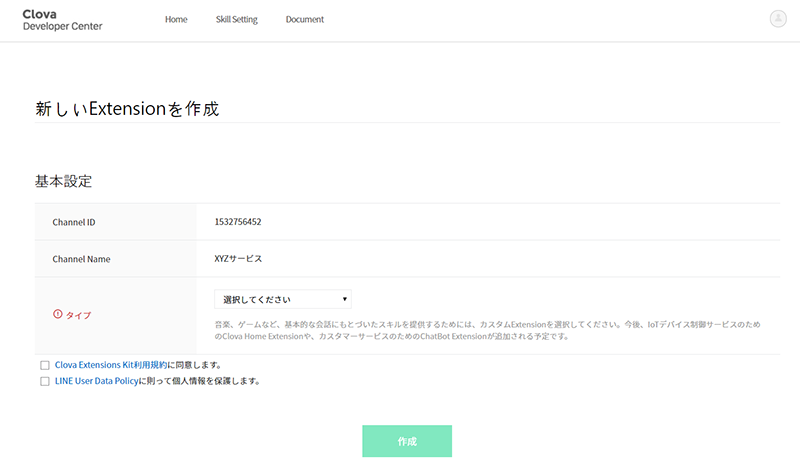 Clova
Developer Center
Home
Skill Setting
Document
新しいExtensionを作成
基本設定
Channel ID
1532756452
Channel Name
XYZサービス
タイプ
選択してください
音楽、ゲームなど、基本的な会話にもとづいたスキルを提供するためには、カスタムExtensionを選択してください。今後、IoTデバイス制御サービスのため
のClova Home Extensionや、カスタマーサービスのためのChatBot Extensionが追加される予定です。
Clova Extensions Kit利用規約に同意します。
LINE User Data Policyに則って個人情報を保護します。
作成